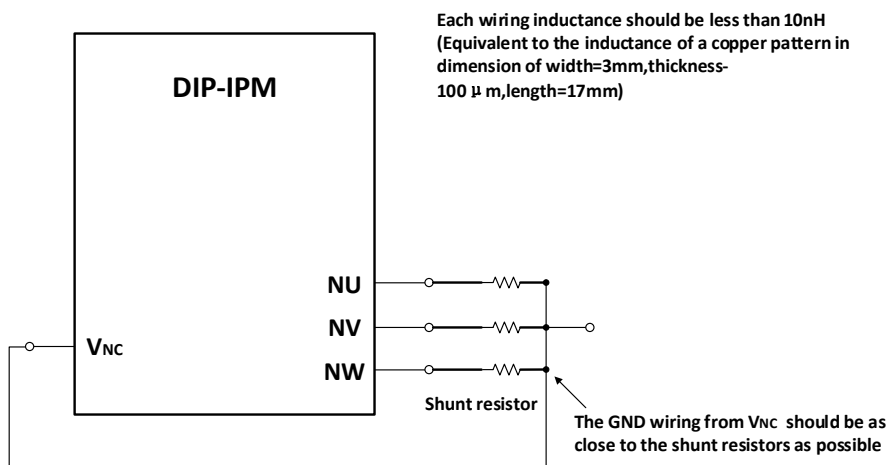 Each wiring inductance should be less than 10nH
(Equivalent to the inductance of a copper pattern in
dimension of width=3mm,thickness-
100 μ m,length=17mm)
DIP-IPM
NU
NV
VNC
NW
Shunt resistor
The GND wiring from VNC should be as
close to the shunt resistors as possible